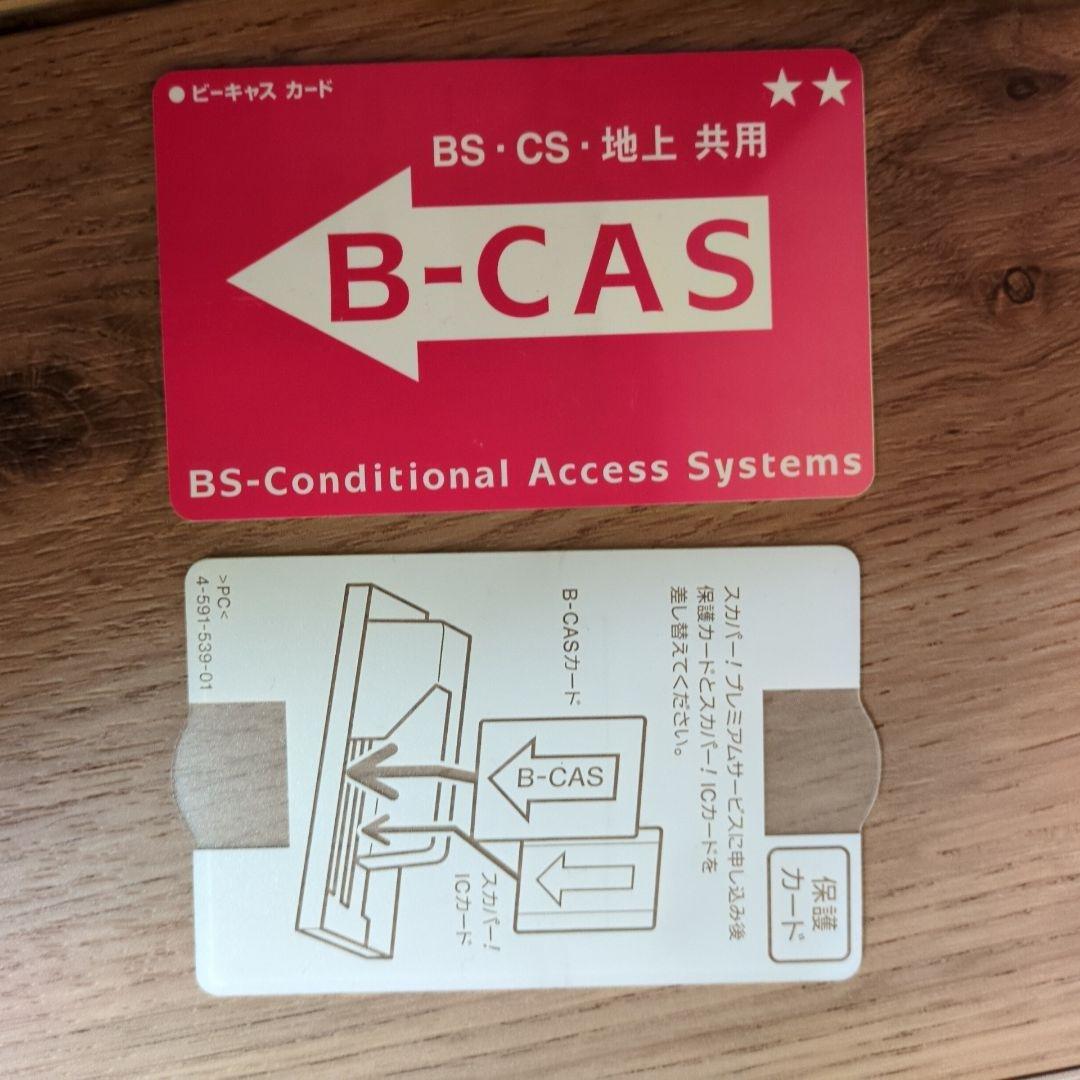 ●ビーキャス カード
★★
BS・CS・地上 共用
B-CAS
BS-Conditional Access Systems
保護
カード
スカパー！プレミアムサービスに申し込み後
保護カードとスカパー！ICカードを
差し替えてください。
B-CASカード
B-CAS
スカパー！
ICカード
>PC<
4-591-539-01